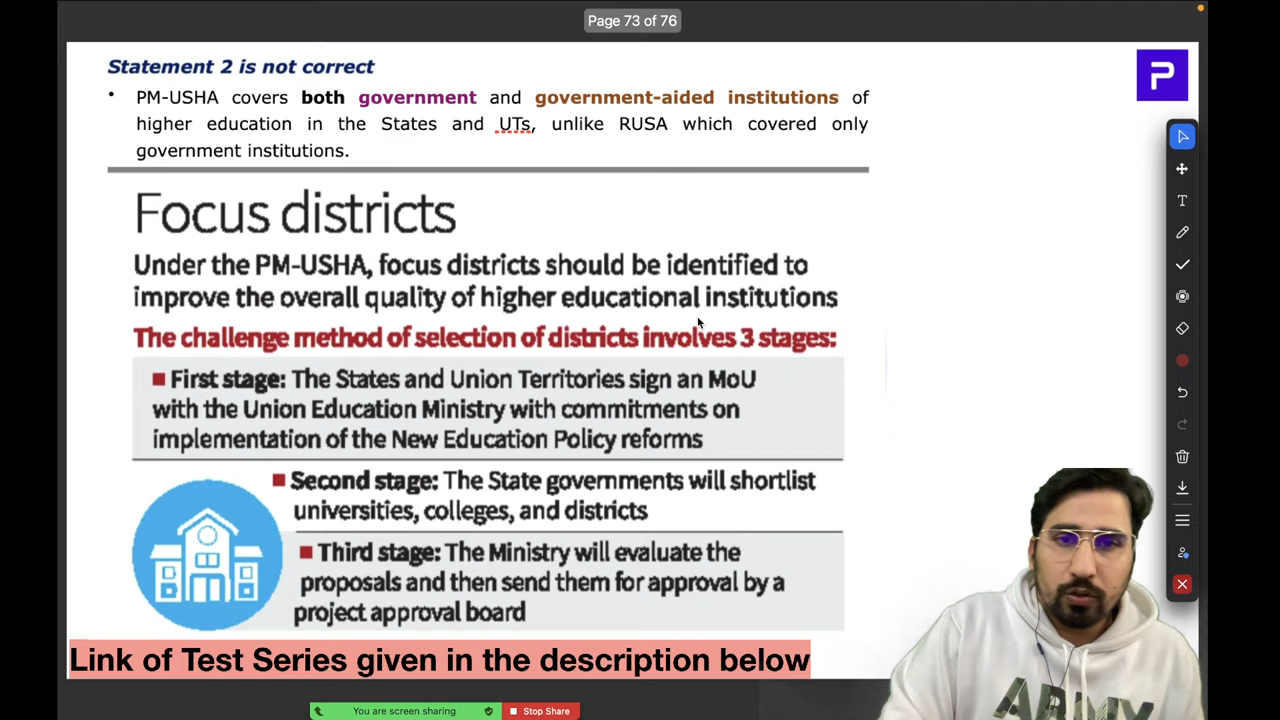 Page 73 of 76
Statement 2 is not correct
• PM-USHA covers both government and government-aided institutions of
higher education in the States and UTs, unlike RUSA which covered only
government institutions.
P
Focus districts
Under the PM-USHA, focus districts should be identified to
improve the overall quality of higher educational institutions
The challenge method of selection of districts involves 3 stages:
■ First stage: The States and Union Territories sign an MoU
with the Union Education Ministry with commitments on
implementation of the New Education Policy reforms
■ Second stage: The State governments will shortlist
universities, colleges, and districts
■ Third stage: The Ministry will evaluate the
proposals and then send them for approval by a
project approval board
Link of Test Series given in the description below
ARMY
You are screen sharing
Stop Share